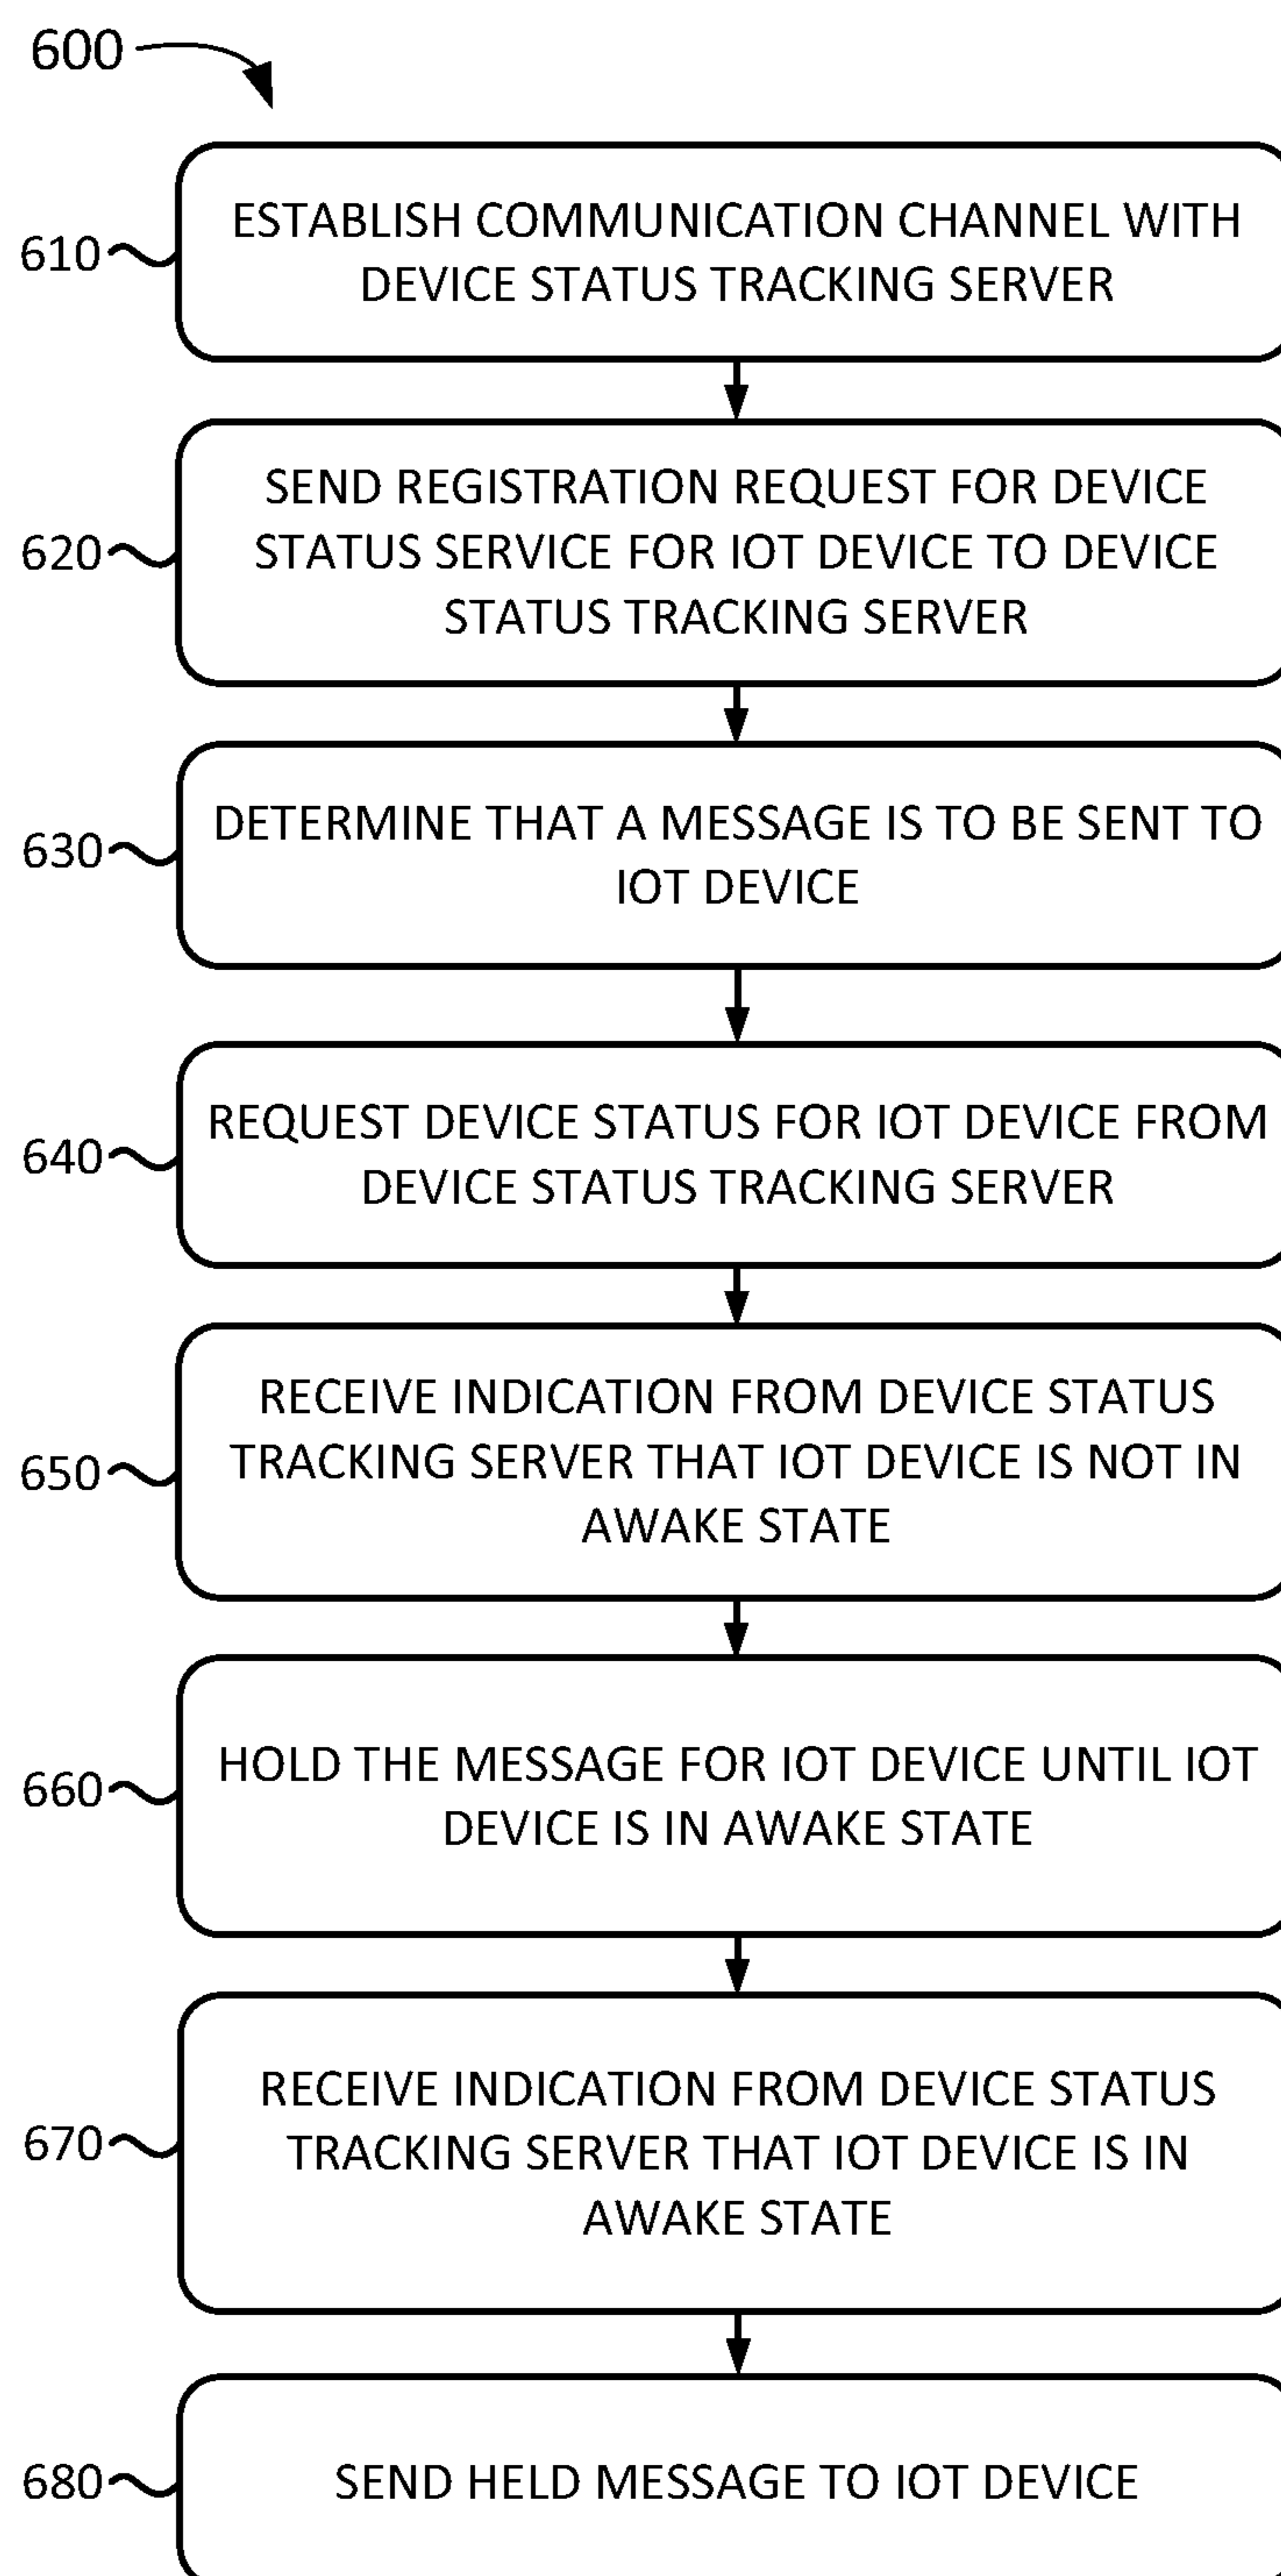 600
610
ESTABLISH COMMUNICATION CHANNEL WITH
DEVICE STATUS TRACKING SERVER
620
SEND REGISTRATION REQUEST FOR DEVICE
STATUS SERVICE FOR IOT DEVICE TO DEVICE
STATUS TRACKING SERVER
630
DETERMINE THAT A MESSAGE IS TO BE SENT TO
IOT DEVICE
640
REQUEST DEVICE STATUS FOR IOT DEVICE FROM
DEVICE STATUS TRACKING SERVER
650
RECEIVE INDICATION FROM DEVICE STATUS
TRACKING SERVER THAT IOT DEVICE IS NOT IN
AWAKE STATE
660
HOLD THE MESSAGE FOR IOT DEVICE UNTIL IOT
DEVICE IS IN AWAKE STATE
670
RECEIVE INDICATION FROM DEVICE STATUS
TRACKING SERVER THAT IOT DEVICE IS IN
AWAKE STATE
680
SEND HELD MESSAGE TO IOT DEVICE